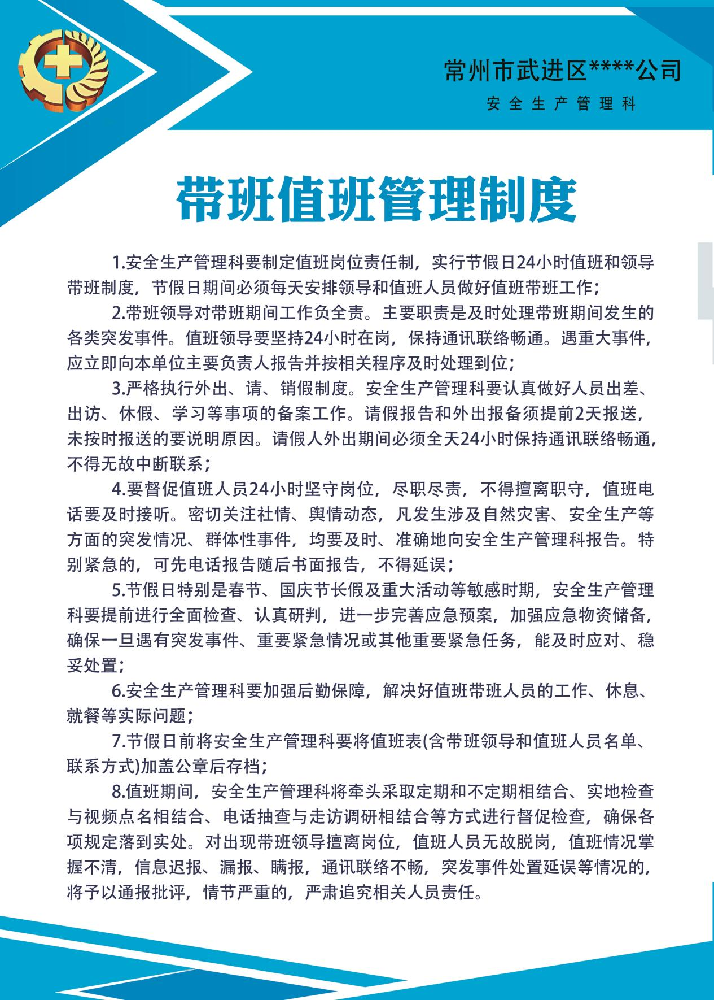 常州市武进区****公司
安全生产管理科
带班值班管理制度
1.安全生产管理科要制定值班岗位责任制，实行节假日24小时值班和领导
带班制度，节假日期间必须每天安排领导和值班人员做好值班带班工作；
2.带班领导对带班期间工作负全责。主要职责是及时处理带班期间发生的
各类突发事件。值班领导要坚持24小时在岗，保持通讯联络畅通。遇重大事件，
应立即向本单位主要负责人报告并按相关程序及时处理到位；
3.严格执行外出、请、销假制度。安全生产管理科要认真做好人员出差、
出访、休假、学习等事项的备案工作。请假报告和外出报备须提前2天报送，
未按时报送的要说明原因。请假人外出期间必须全天24小时保持通讯联络畅通，
不得无故中断联系；
4.要督促值班人员24小时坚守岗位，尽职尽责，不得擅离职守，值班电
话要及时接听。密切关注社情、舆情动态，凡发生涉及自然灾害、安全生产等
方面的突发情况、群体性事件，均要及时、准确地向安全生产管理科报告。特
别紧急的，可先电话报告随后书面报告，不得延误；
5.节假日特别是春节、国庆节长假及重大活动等敏感时期，安全生产管理
科要提前进行全面检查、认真研判，进一步完善应急预案，加强应急物资储备，
确保一旦遇有突发事件、重要紧急情况或其他重要紧急任务，能及时应对、稳
妥处置；
6.安全生产管理科要加强后勤保障，解决好值班带班人员的工作、休息、
就餐等实际问题；
7.节假日前将安全生产管理科要将值班表(含带班领导和值班人员名单、
联系方式)加盖公章后存档；
8.值班期间，安全生产管理科将牵头采取定期和不定期相结合、实地检查
与视频点名相结合、电话抽查与走访调研相结合等方式进行督促检查，确保各
项规定落到实处。对出现带班领导擅离岗位，值班人员无故脱岗，值班情况掌
握不清，信息迟报、漏报、瞒报，通讯联络不畅，突发事件处置延误等情况的，
将予以通报批评，情节严重的，严肃追究相关人员责任。